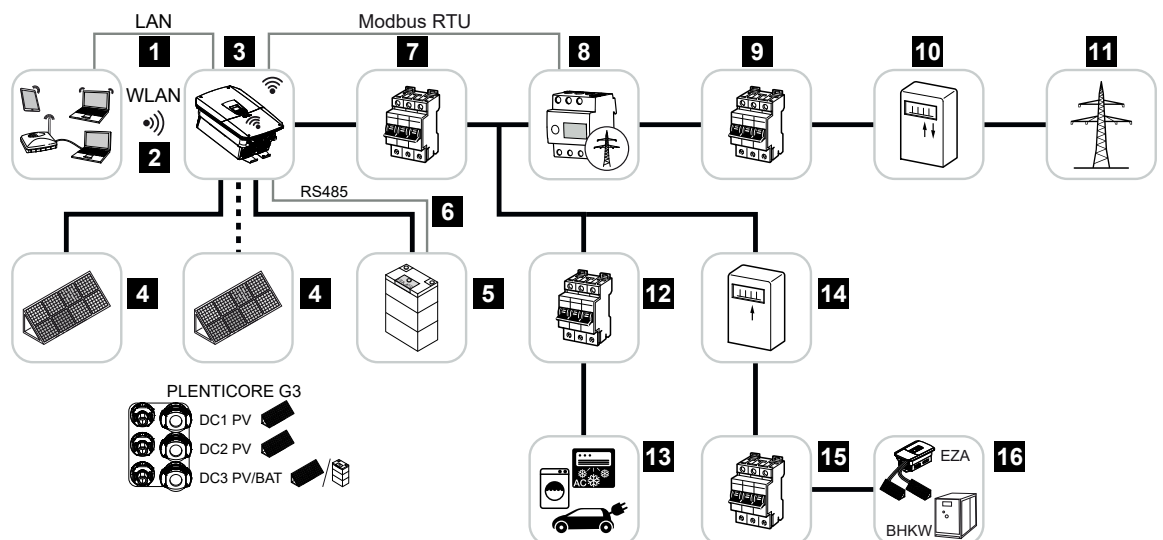 LAN
Modbus RTU
1
3
7
8
9
10
11
WLAN
2
RS485
6
4
4
5
12
14
PLENTICORE G3
DC1 PV
DC2 PV
DC3 PV/BAT
13
AC
15
EZA
16
BHKW